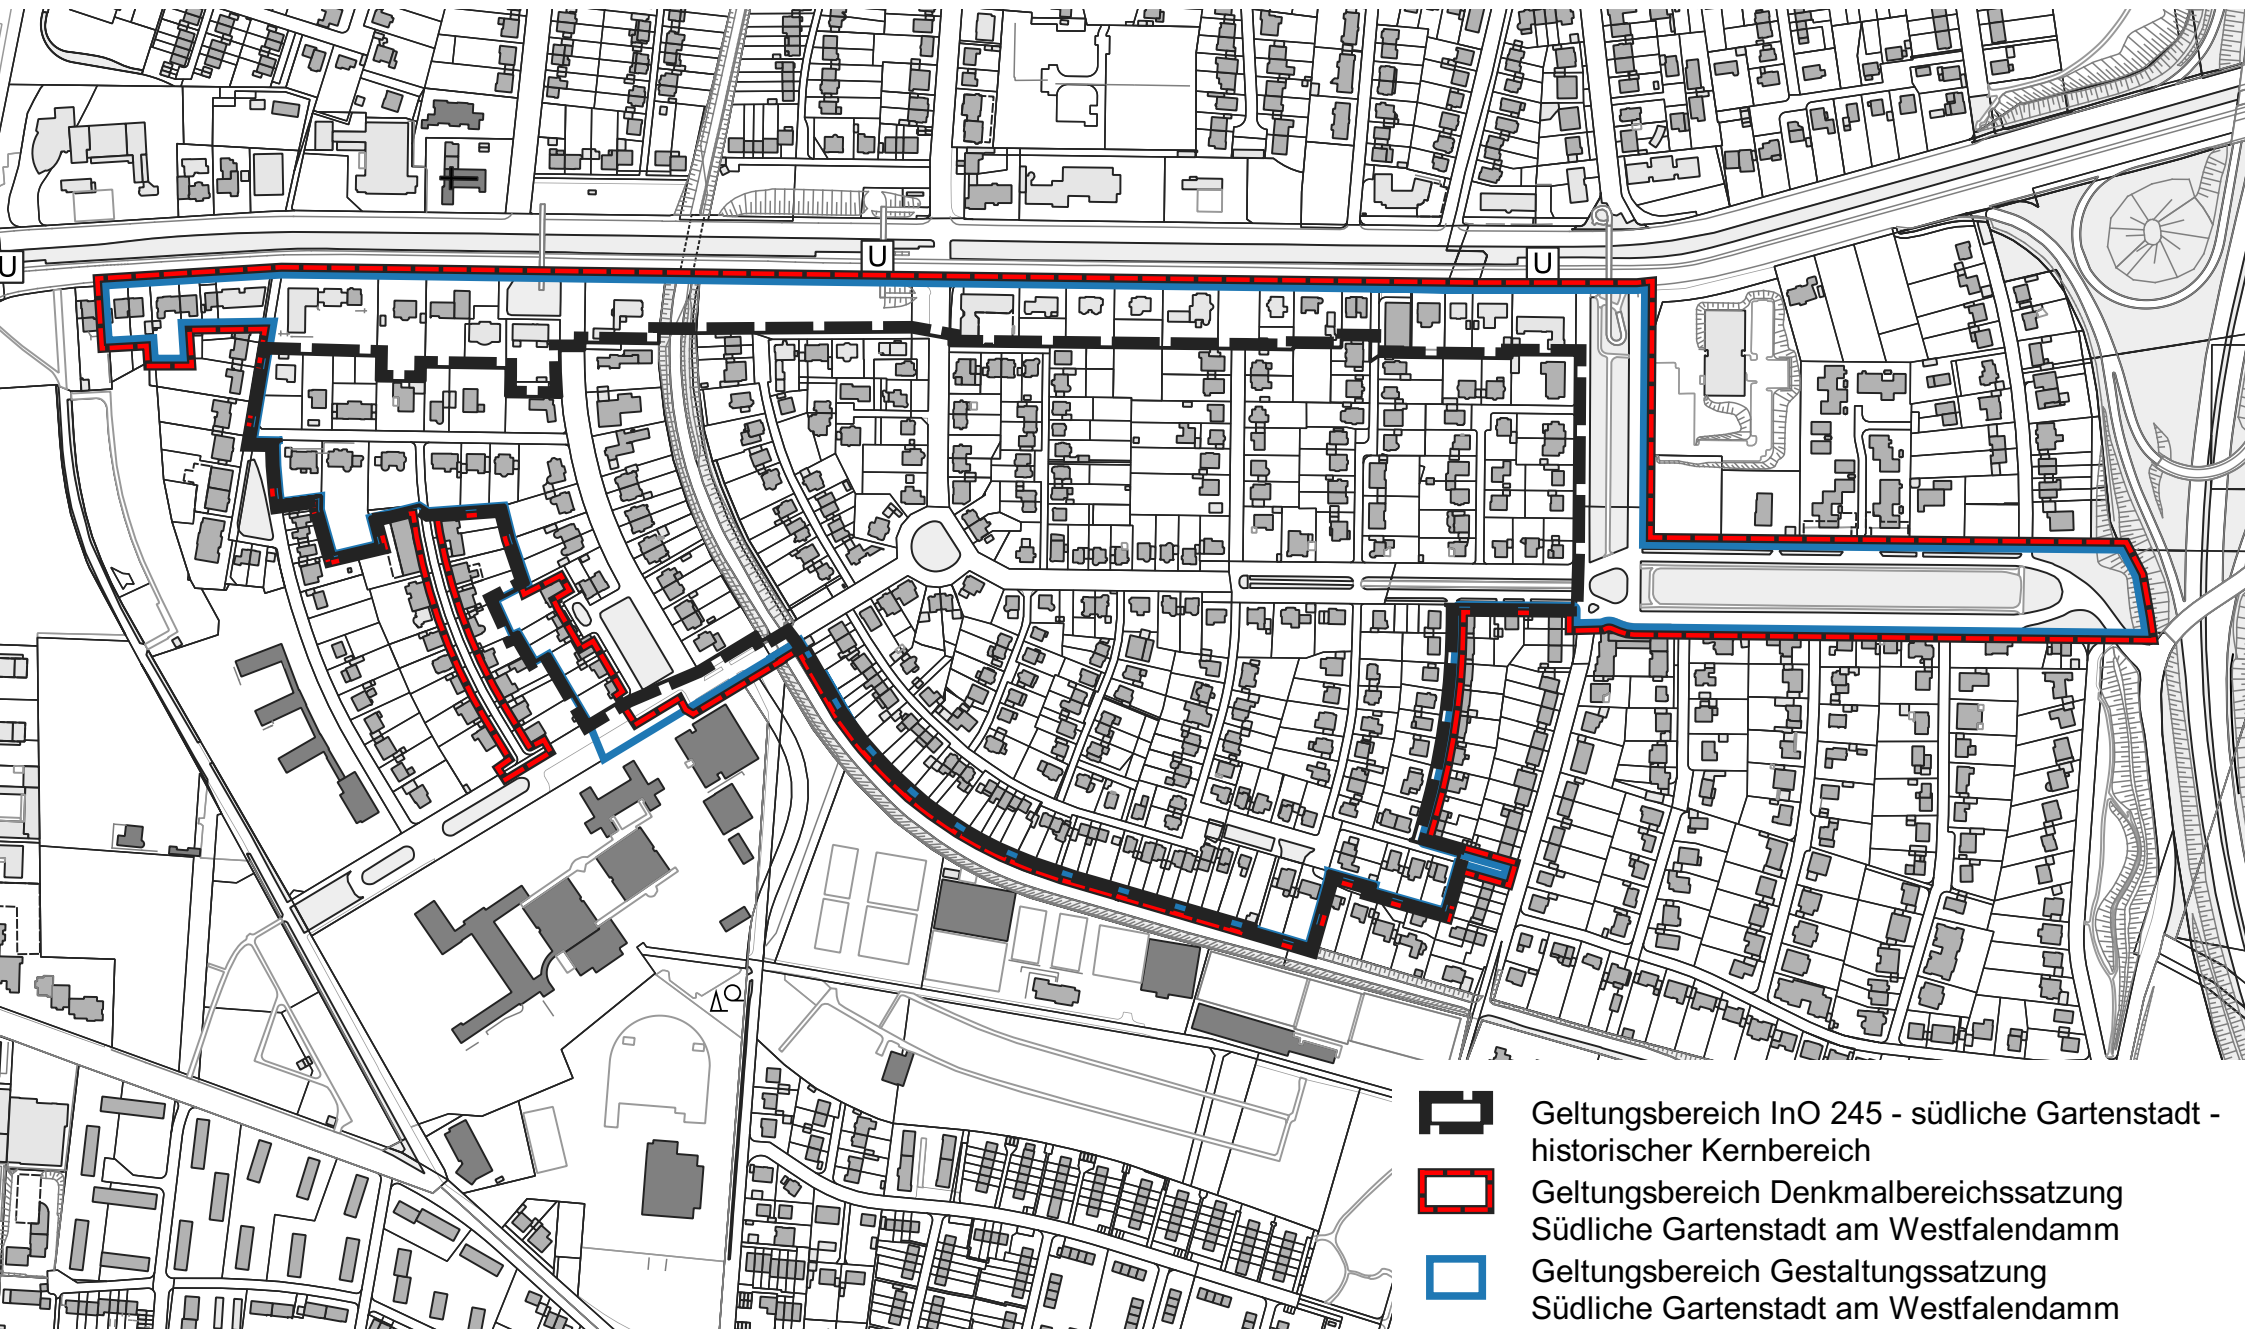 U
U
U
Geltungsbereich InO 245 - südliche Gartenstadt -
historischer Kernbereich
Geltungsbereich Denkmalbereichssatzung
Südliche Gartenstadt am Westfalendamm
Geltungsbereich Gestaltungssatzung
Südliche Gartenstadt am Westfalendamm